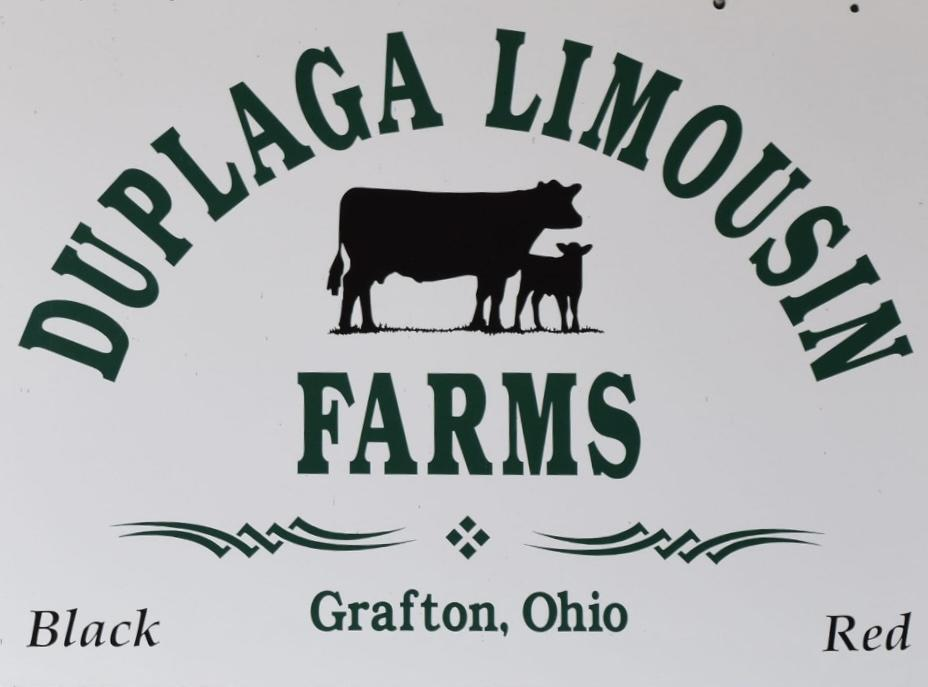 DUPLAGA LIMOUSIN
FARMS
Grafton, Ohio
Black
Red